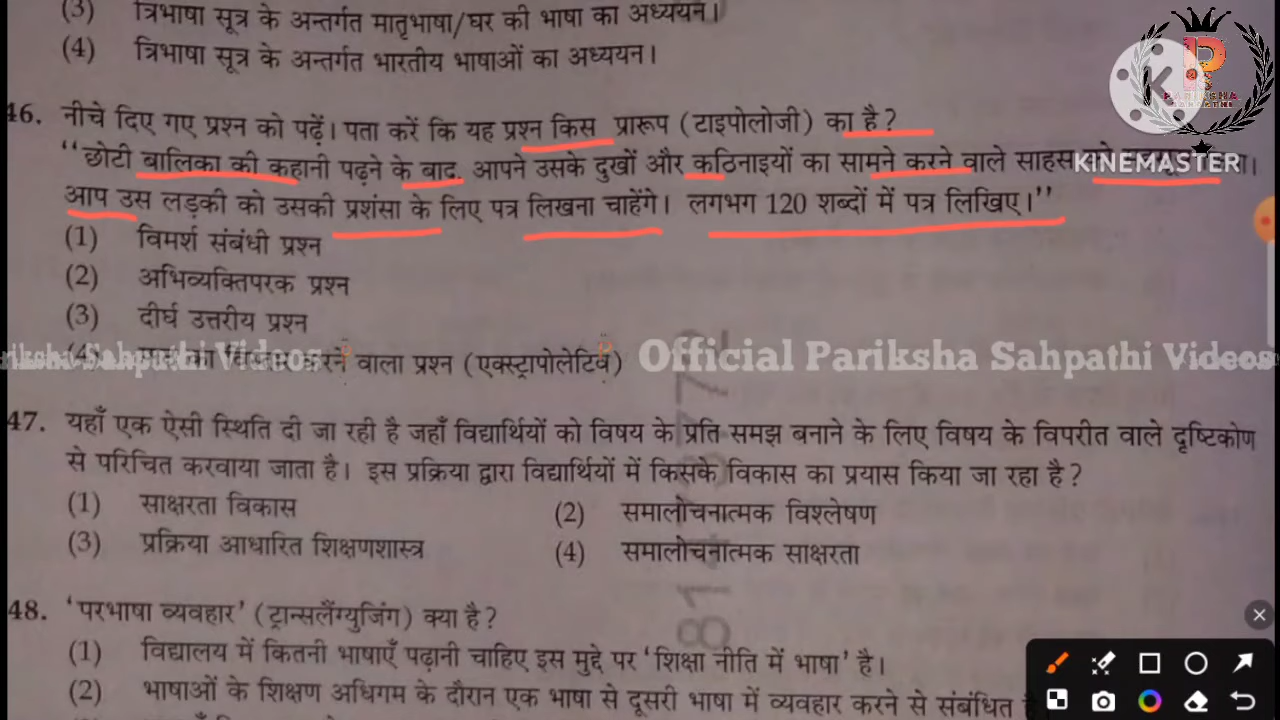 (3) त्रिभाषा सूत्र के अन्तर्गत मातृभाषा/घर की भाषा का अध्ययन।
(4) त्रिभाषा सूत्र के अन्तर्गत भारतीय भाषाओं का अध्ययन।
46. नीचे दिए गए प्रश्न को पढ़ें। पता करें कि यह प्रश्न किस प्रारूप (टाइपोलोजी) का है?
"छोटी बालिका की कहानी पढ़ने के बाद आपने उसके दुखों और कठिनाइयों का सामने करने वाले साहस
KINEMASTER
आप उस लड़की को उसकी प्रशंसा के लिए पत्र लिखना चाहेंगे। लगभग 120 शब्दों में पत्र लिखिए।"
(1) विमर्श संबंधी प्रश्न
(2) अभिव्यक्तिपरक प्रश्न
(3) दीर्घ उत्तरीय प्रश्न
(4) वाला प्रश्न (एक्स्ट्रापोलेटिव)
Sahpathi Videos
Official Pariksha Sahpathi Videos
47. यहाँ एक ऐसी स्थिति दी जा रही है जहाँ विद्यार्थियों को विषय के प्रति समझ बनाने के लिए विषय के विपरीत वाले दृष्टिकोण
से परिचित करवाया जाता है। इस प्रक्रिया द्वारा विद्यार्थियों में किसके विकास का प्रयास किया जा रहा है?
(1) साक्षरता विकास (2) समालोचनात्मक विश्लेषण
(3) प्रक्रिया आधारित शिक्षणशास्त्र (4) समालोचनात्मक साक्षरता
48. 'परभाषा व्यवहार' (ट्रान्सलैंग्युजिंग) क्या है?
(1) विद्यालय में कितनी भाषाएँ पढ़ानी चाहिए इस मुद्दे पर 'शिक्षा नीति में भाषा' है।
(2) भाषाओं के शिक्षण अधिगम के दौरान एक भाषा से दूसरी भाषा में व्यवहार करने से संबंधित